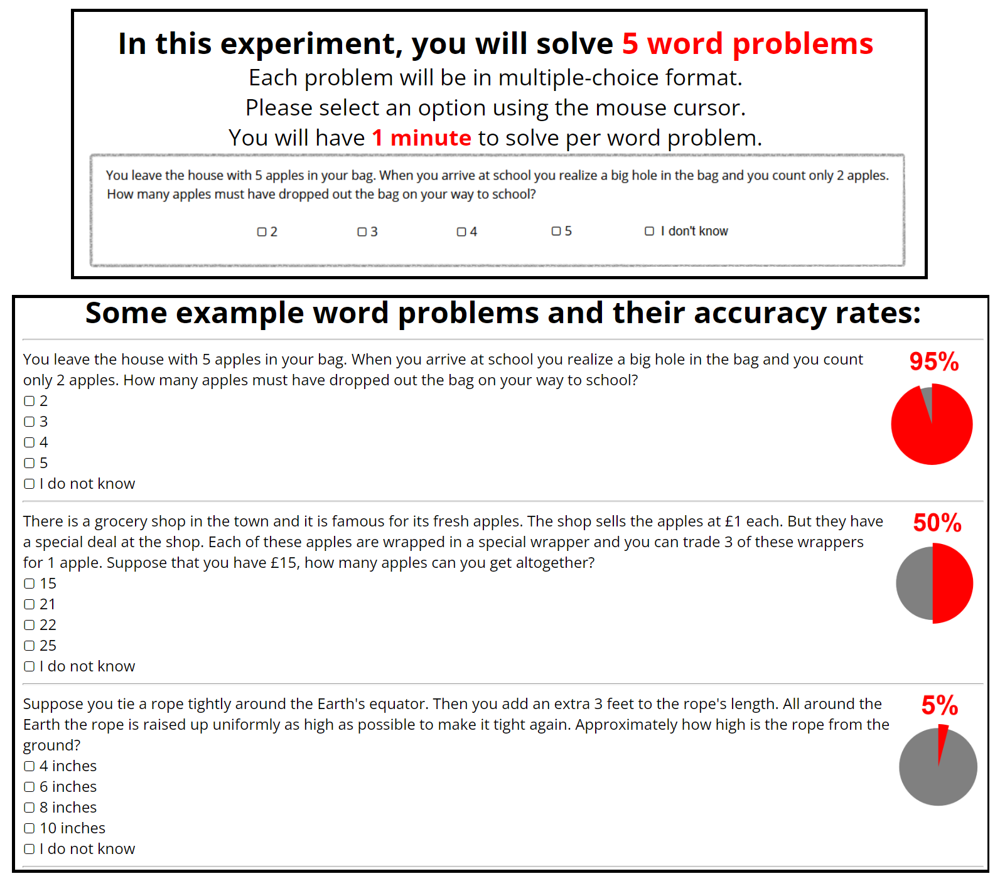 In this experiment, you will solve 5 word problems
Each problem will be in multiple-choice format.
Please select an option using the mouse cursor.
You will have 1 minute to solve per word problem.
You leave the house with 5 apples in your bag. When you arrive at school you realize a big hole in the bag and you count only 2 apples.
How many apples must have dropped out the bag on your way to school?
2 3 4 5 I don't know
Some example word problems and their accuracy rates:
You leave the house with 5 apples in your bag. When you arrive at school you realize a big hole in the bag and you count
only 2 apples. How many apples must have dropped out the bag on your way to school?
2
3
4
5
I do not know
95%
There is a grocery shop in the town and it is famous for its fresh apples. The shop sells the apples at £1 each. But they have
a special deal at the shop. Each of these apples are wrapped in a special wrapper and you can trade 3 of these wrappers
for 1 apple. Suppose that you have £15, how many apples can you get altogether?
15
21
22
25
I do not know
50%
Suppose you tie a rope tightly around the Earth's equator. Then you add an extra 3 feet to the rope's length. All around the
Earth the rope is raised up uniformly as high as possible to make it tight again. Approximately how high is the rope from the
ground?
4 inches
6 inches
8 inches
10 inches
I do not know
5%